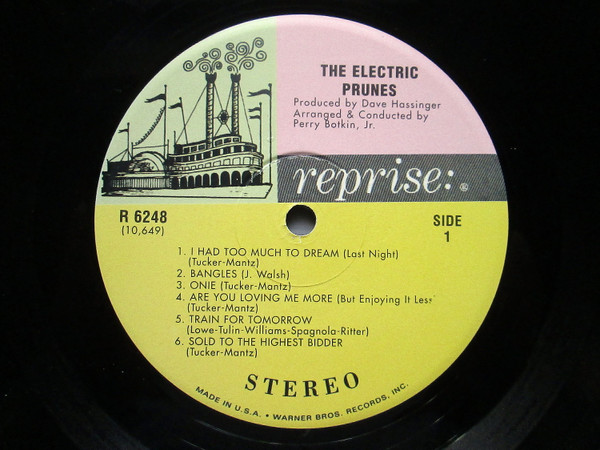 THE ELECTRIC
PRUNES
Produced by Dave Hassinger
Arranged & Conducted by
Perry Botkin, Jr.
reprise: ®
R 6248
(10,649)
SIDE
1
1. I HAD TOO MUCH TO DREAM (Last Night)
(Tucker-Mantz)
2. BANGLES (J. Walsh)
3. ONIE (Tucker-Mantz)
4. ARE YOU LOVING ME MORE (But Enjoying It Less)
(Tucker-Mantz)
5. TRAIN FOR TOMORROW
(Lowe-Tulin-Williams-Spagnola-Ritter)
6. SOLD TO THE HIGHEST BIDDER
(Tucker-Mantz)
STEREO
MADE IN U.S.A. • WARNER BROS. RECORDS, INC.